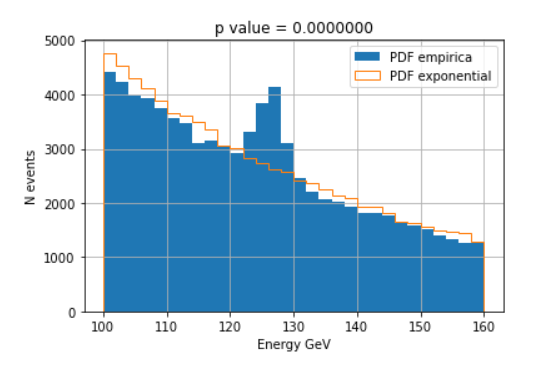 p value = 0.0000000
5000
4000
3000
2000
1000
0
N events
PDF empirica
PDF exponential
100 110 120 130 140 150 160
Energy GeV